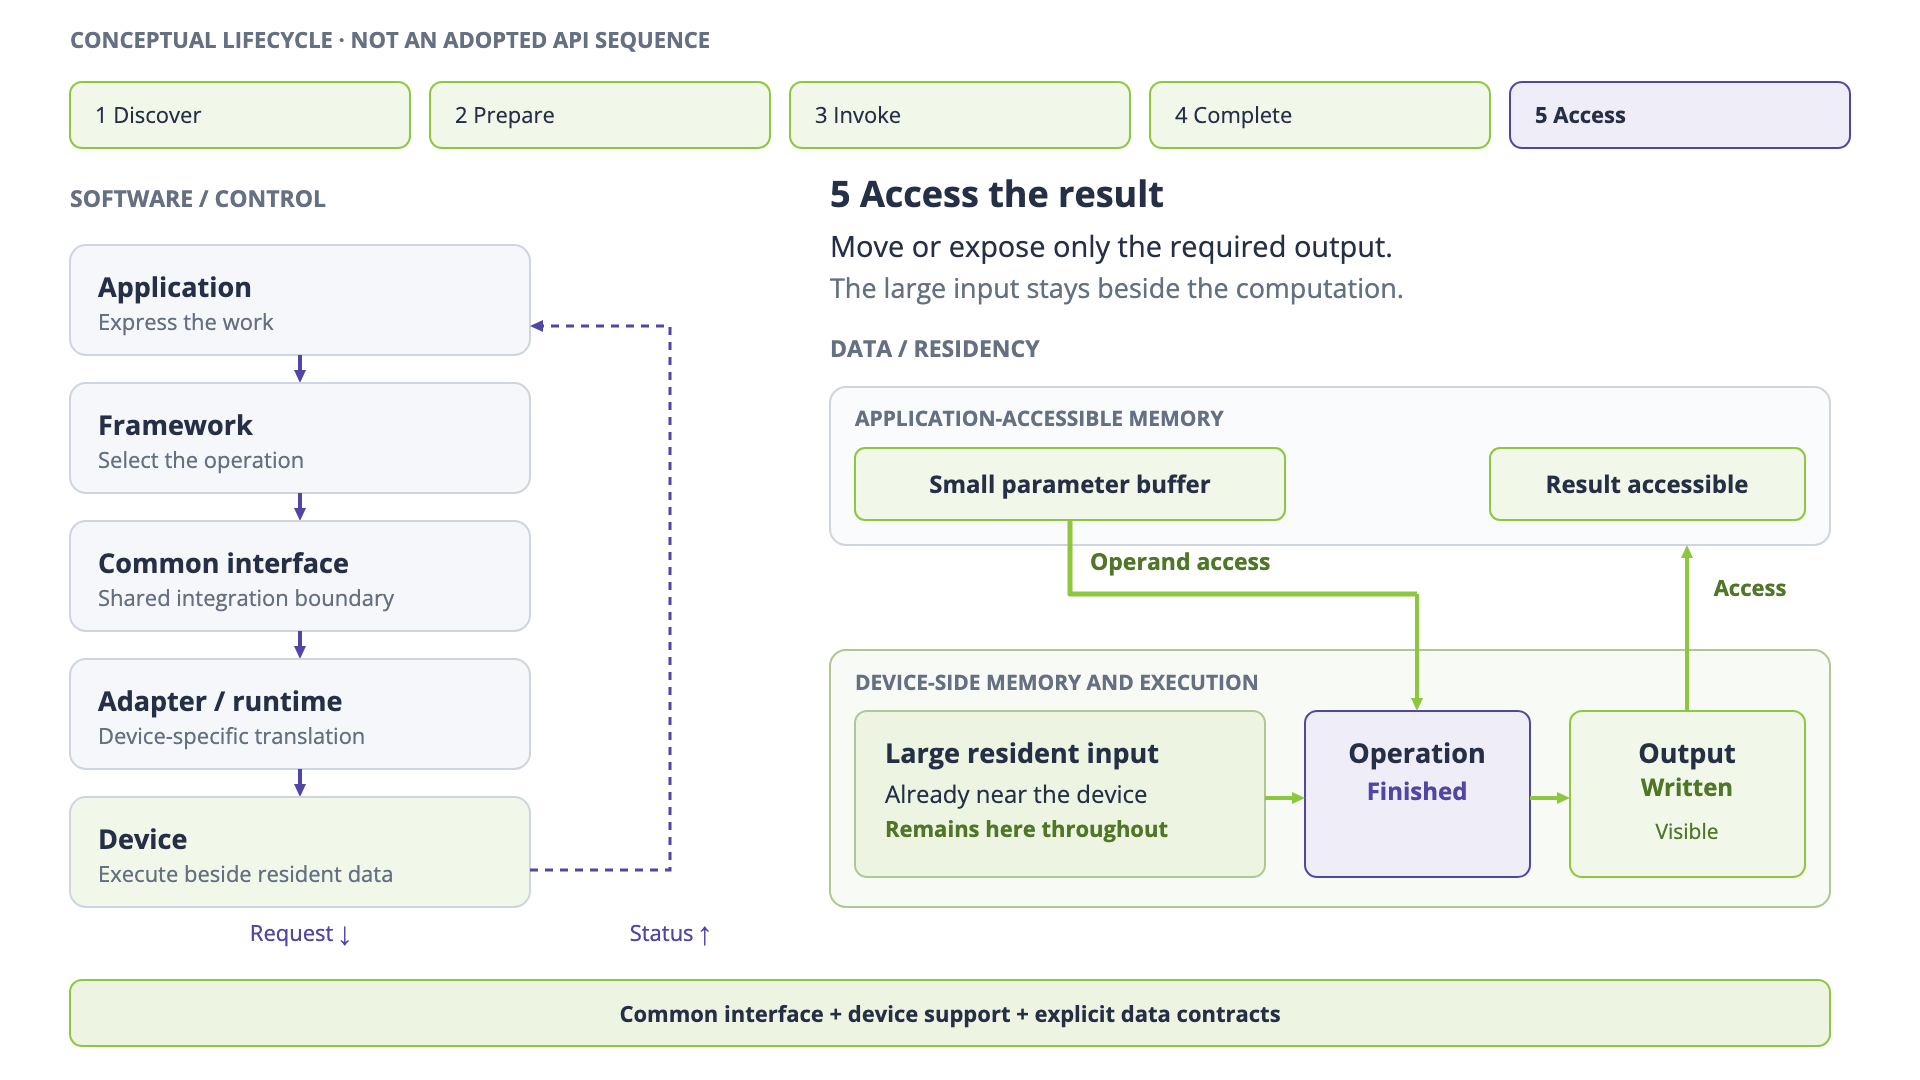 CONCEPTUAL LIFECYCLE · NOT AN ADOPTED API SEQUENCE
1 Discover
2 Prepare
3 Invoke
4 Complete
5 Access
SOFTWARE / CONTROL
Application
Express the work
Framework
Select the operation
Common interface
Shared integration boundary
Adapter / runtime
Device-specific translation
Device
Execute beside resident data
Request ↓
Status ↑
5 Access the result
Move or expose only the required output.
The large input stays beside the computation.
DATA / RESIDENCY
APPLICATION-ACCESSIBLE MEMORY
Small parameter buffer
Result accessible
Operand access
Access
DEVICE-SIDE MEMORY AND EXECUTION
Large resident input
Already near the device
Remains here throughout
Operation
Finished
Output
Written
Visible
Common interface + device support + explicit data contracts